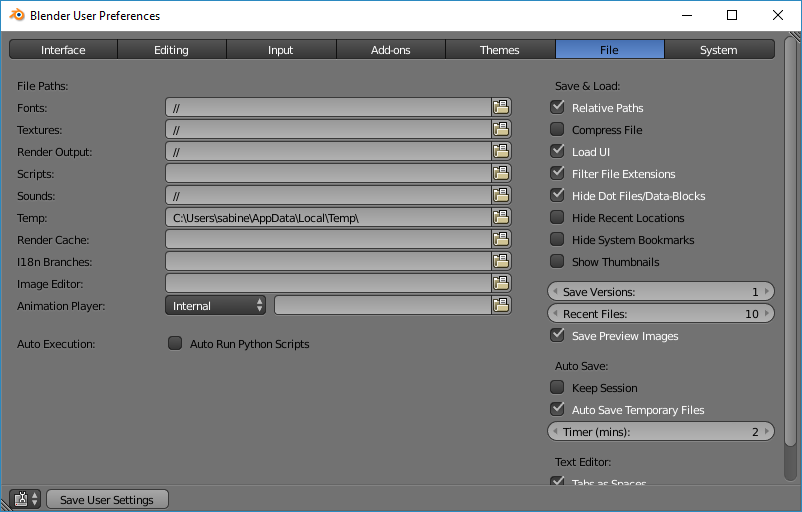 Blender User Preferences
Interface Editing Input Add-ons Themes File System
File Paths:
Fonts: //
Textures: //
Render Output: //
Scripts:
Sounds: //
Temp: C:\Users\sabine\AppData\Local\Temp\
Render Cache:
I18n Branches:
Image Editor:
Animation Player: Internal
Auto Execution: Auto Run Python Scripts
Save & Load:
Relative Paths
Compress File
Load UI
Filter File Extensions
Hide Dot Files/Data-Blocks
Hide Recent Locations
Hide System Bookmarks
Show Thumbnails
Save Versions: 1
Recent Files: 10
Save Preview Images
Auto Save:
Keep Session
Auto Save Temporary Files
Timer (mins): 2
Text Editor:
Tabs as Spaces
Save User Settings